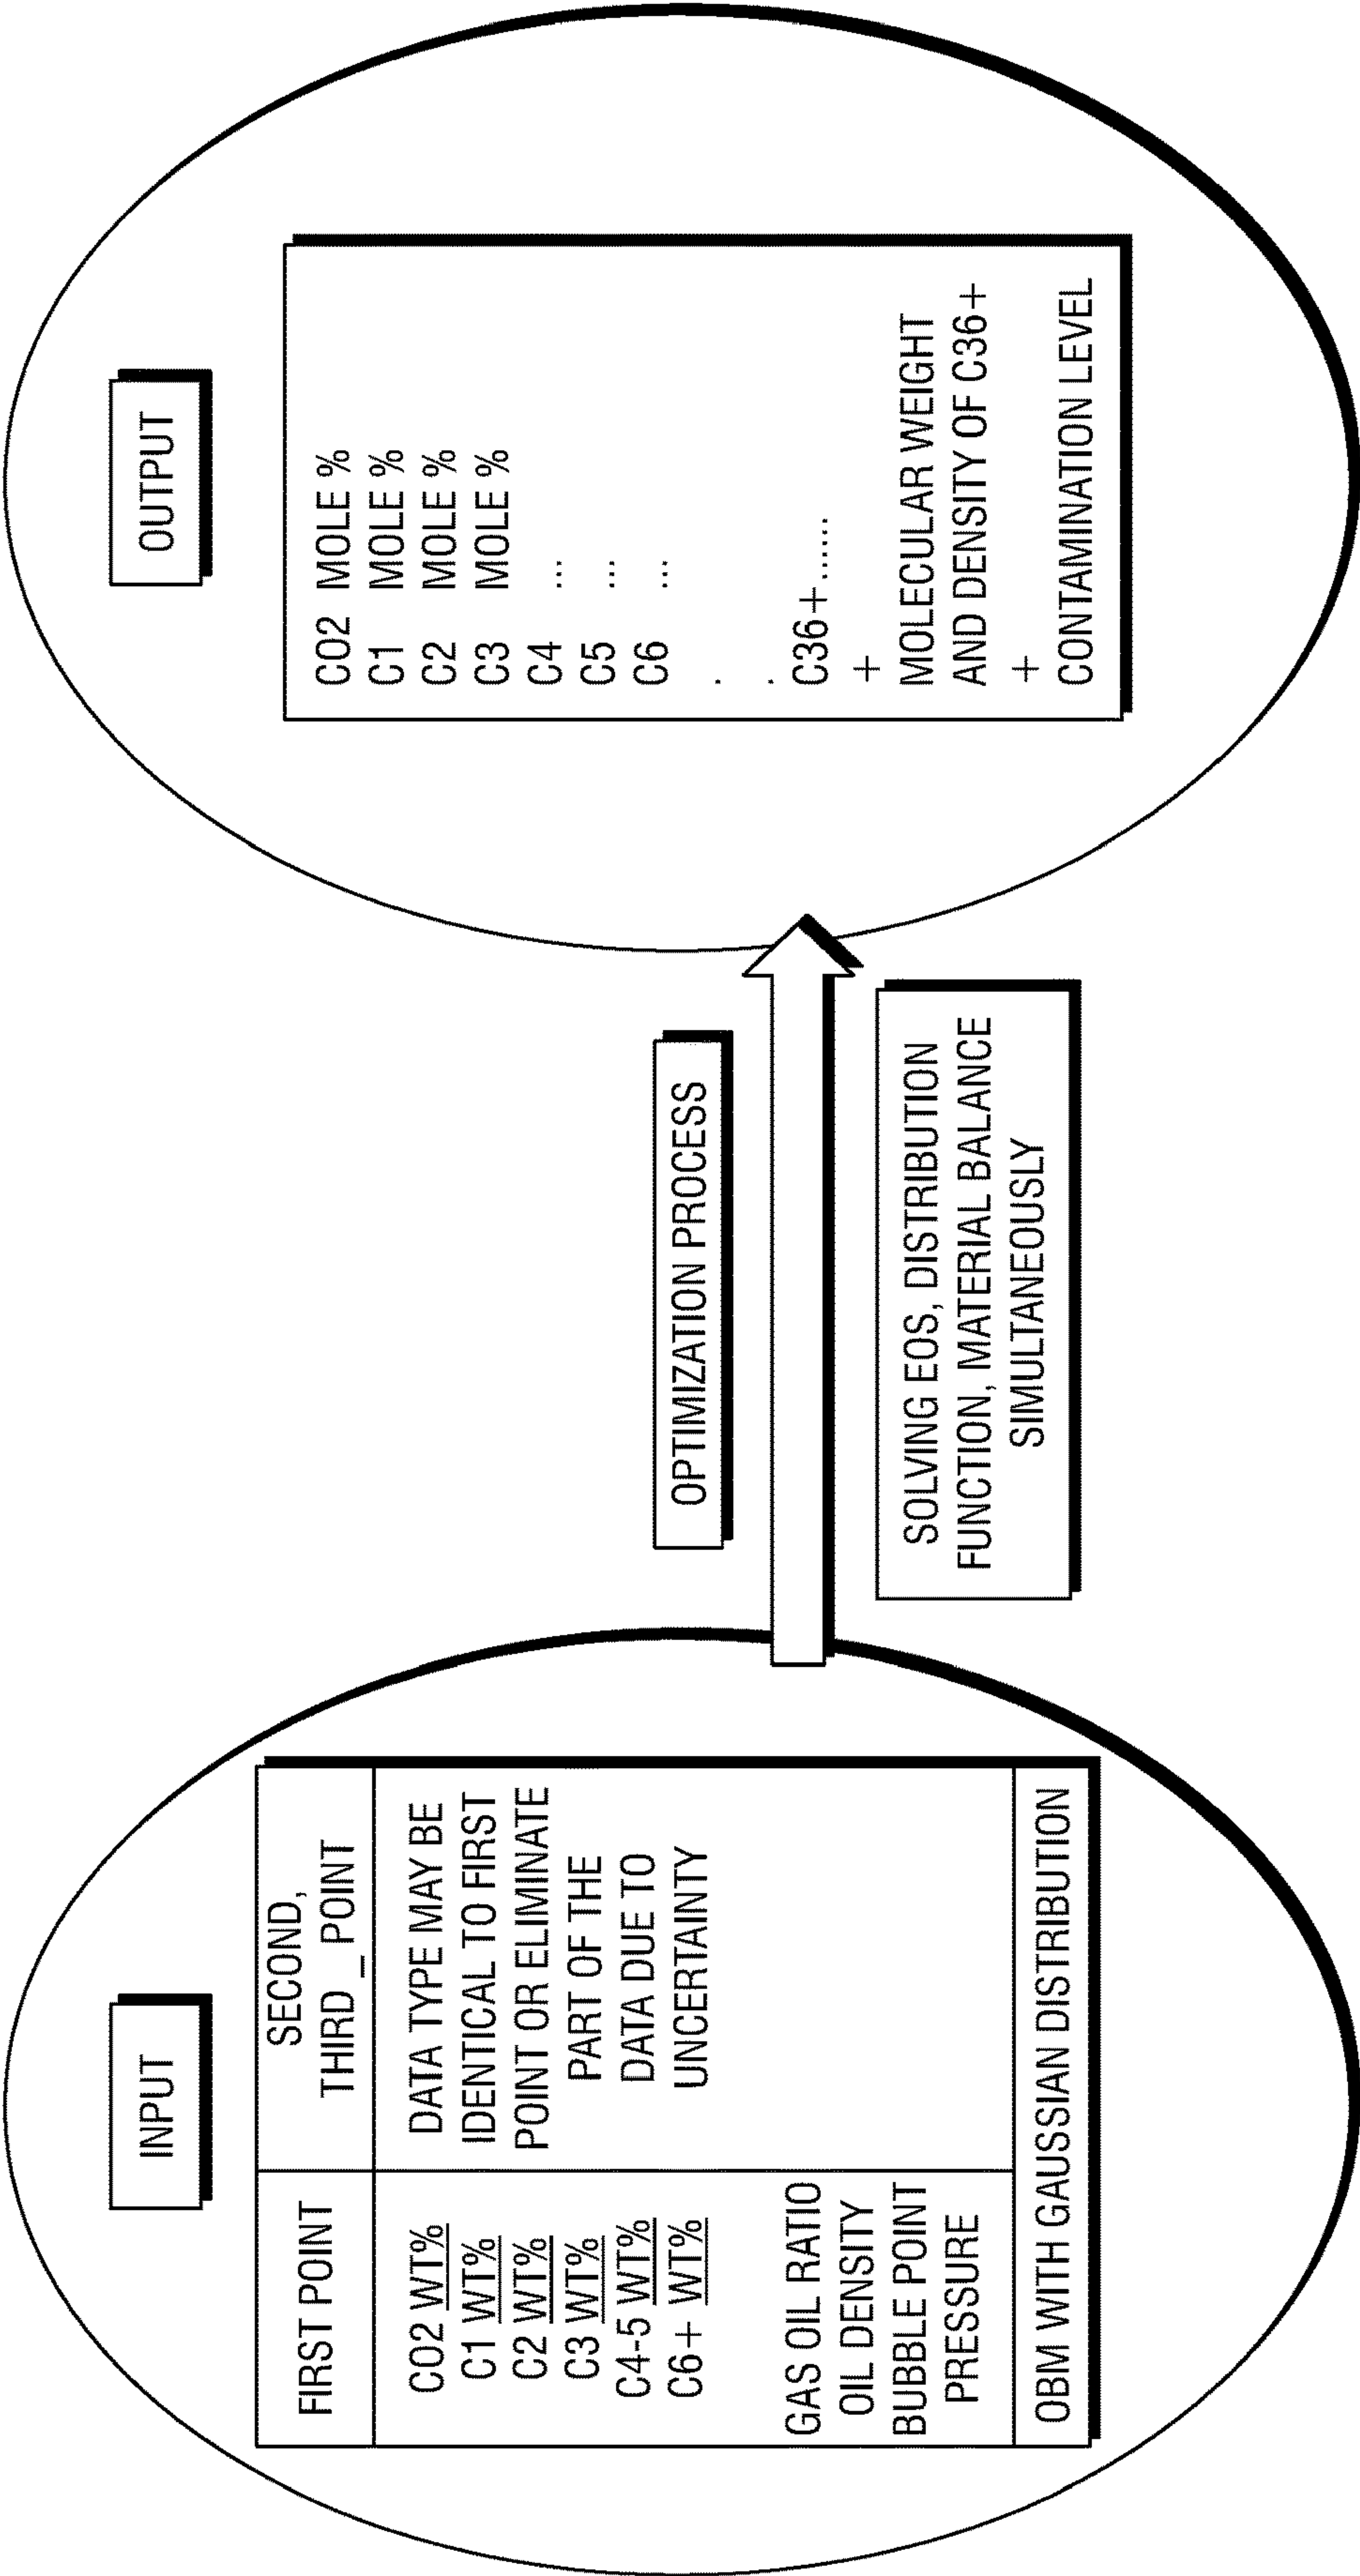 INPUT
FIRST POINT
SECOND,
THIRD _ POINT
CO2 WT%
C1 WT%
C2 WT%
C3 WT%
C4-5 WT%
C6+ WT%
GAS OIL RATIO
OIL DENSITY
BUBBLE POINT
PRESSURE
DATA TYPE MAY BE
IDENTICAL TO FIRST
POINT OR ELIMINATE
PART OF THE
DATA DUE TO
UNCERTAINTY
OBM WITH GAUSSIAN DISTRIBUTION
OPTIMIZATION PROCESS
SOLVING EOS, DISTRIBUTION
FUNCTION, MATERIAL BALANCE
SIMULTANEOUSLY
OUTPUT
CO2 MOLE %
C1 MOLE %
C2 MOLE %
C3 MOLE %
C4 ...
C5 ...
C6 ...
.
.
C36+.....
+
MOLECULAR WEIGHT
AND DENSITY OF C36+
+
CONTAMINATION LEVEL